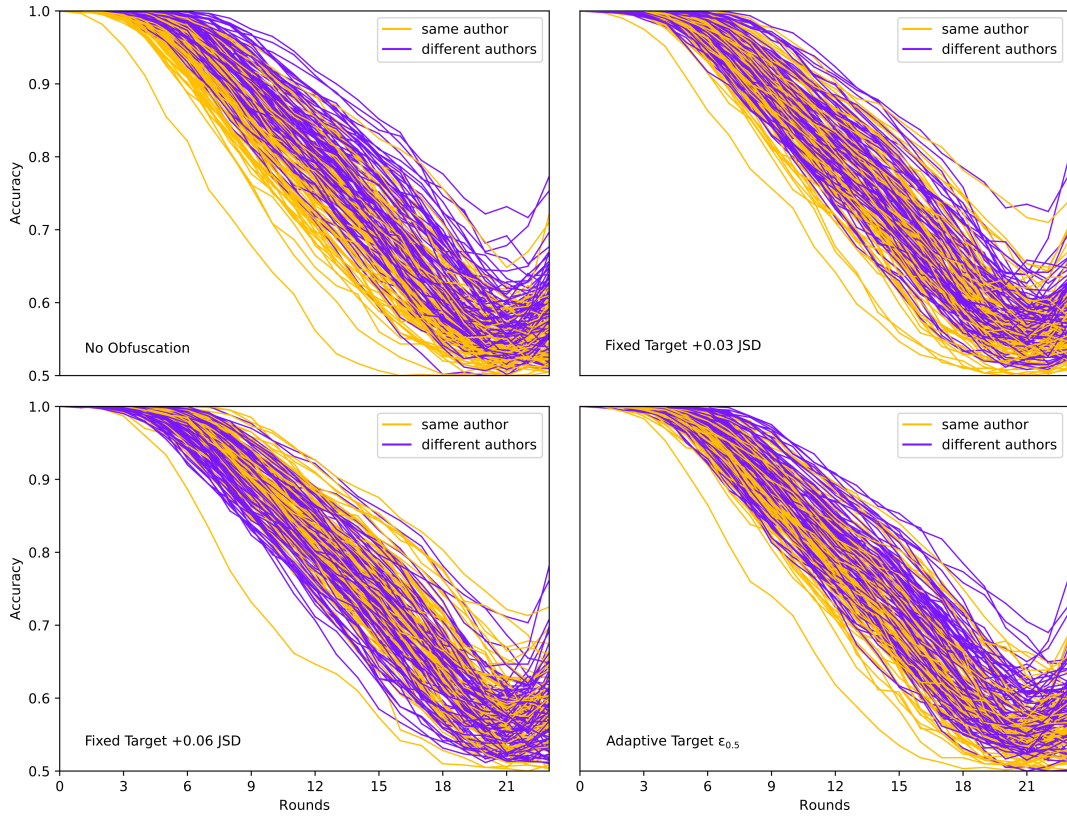 1.0
0.9
0.8
0.7
0.6
0.5
Accuracy
same author
different authors
No Obfuscation
same author
different authors
Fixed Target +0.03 JSD
1.0
0.9
0.8
0.7
0.6
0.5
Accuracy
same author
different authors
Fixed Target +0.06 JSD
0 3 6 9 12 15 18 21
Rounds
same author
different authors
Adaptive Target ε0.5
0 3 6 9 12 15 18 21
Rounds